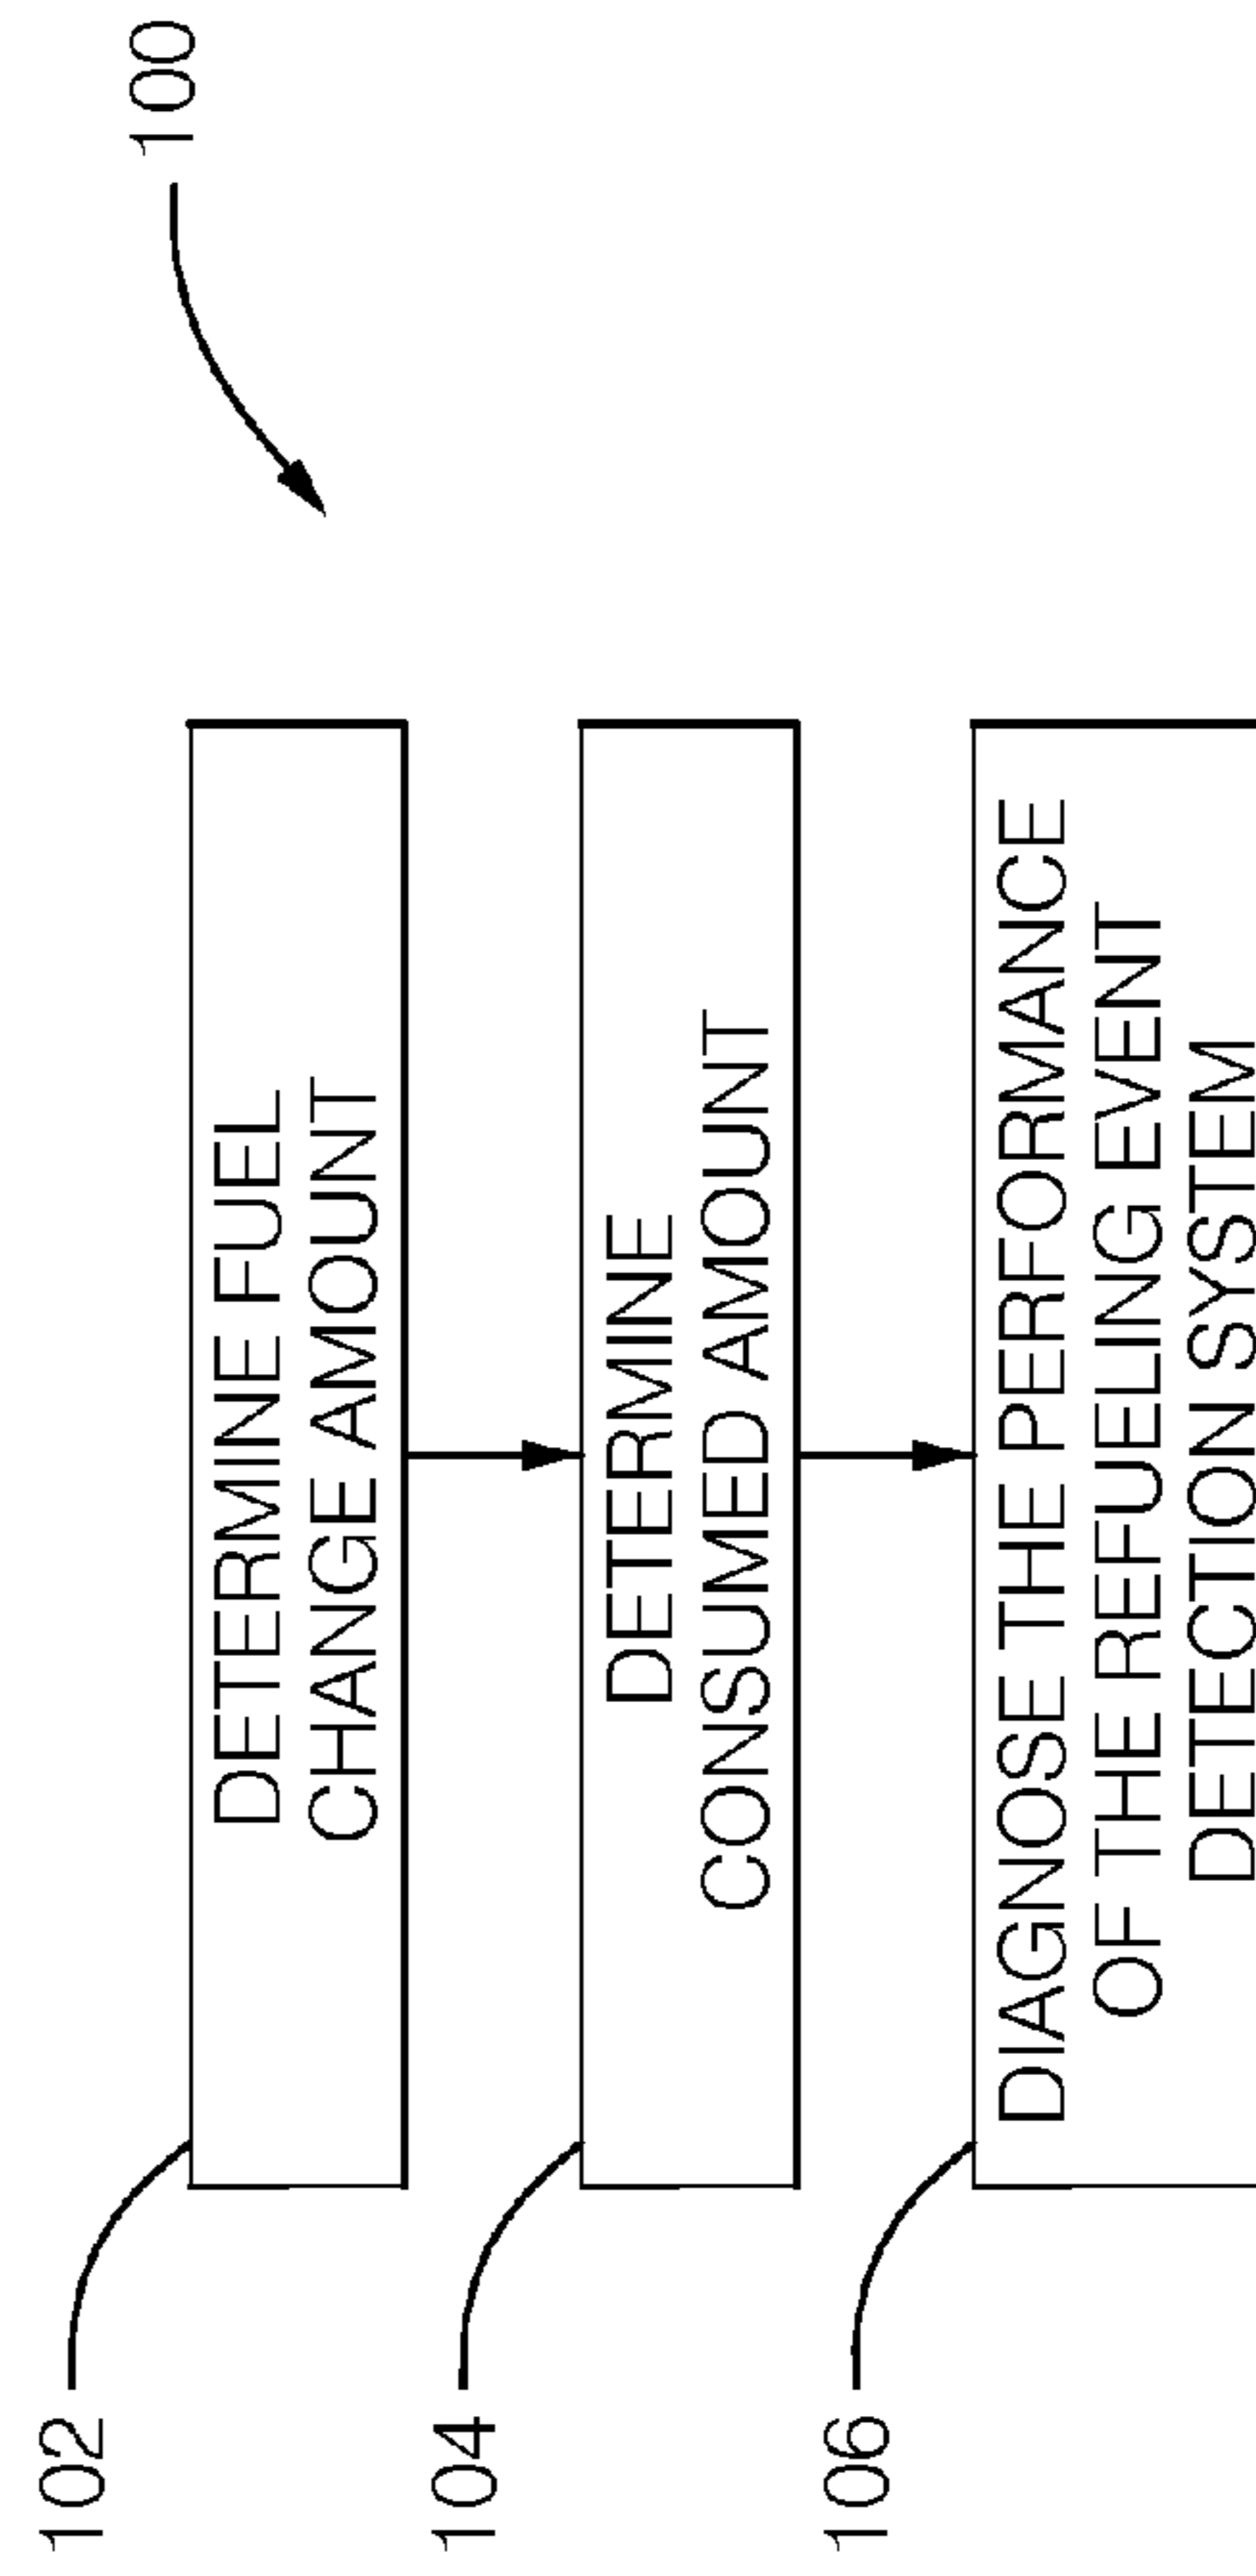 100
102
DETERMINE FUEL
CHANGE AMOUNT
104
DETERMINE
CONSUMED AMOUNT
106
DIAGNOSE THE PERFORMANCE
OF THE REFUELING EVENT
DETECTION SYSTEM